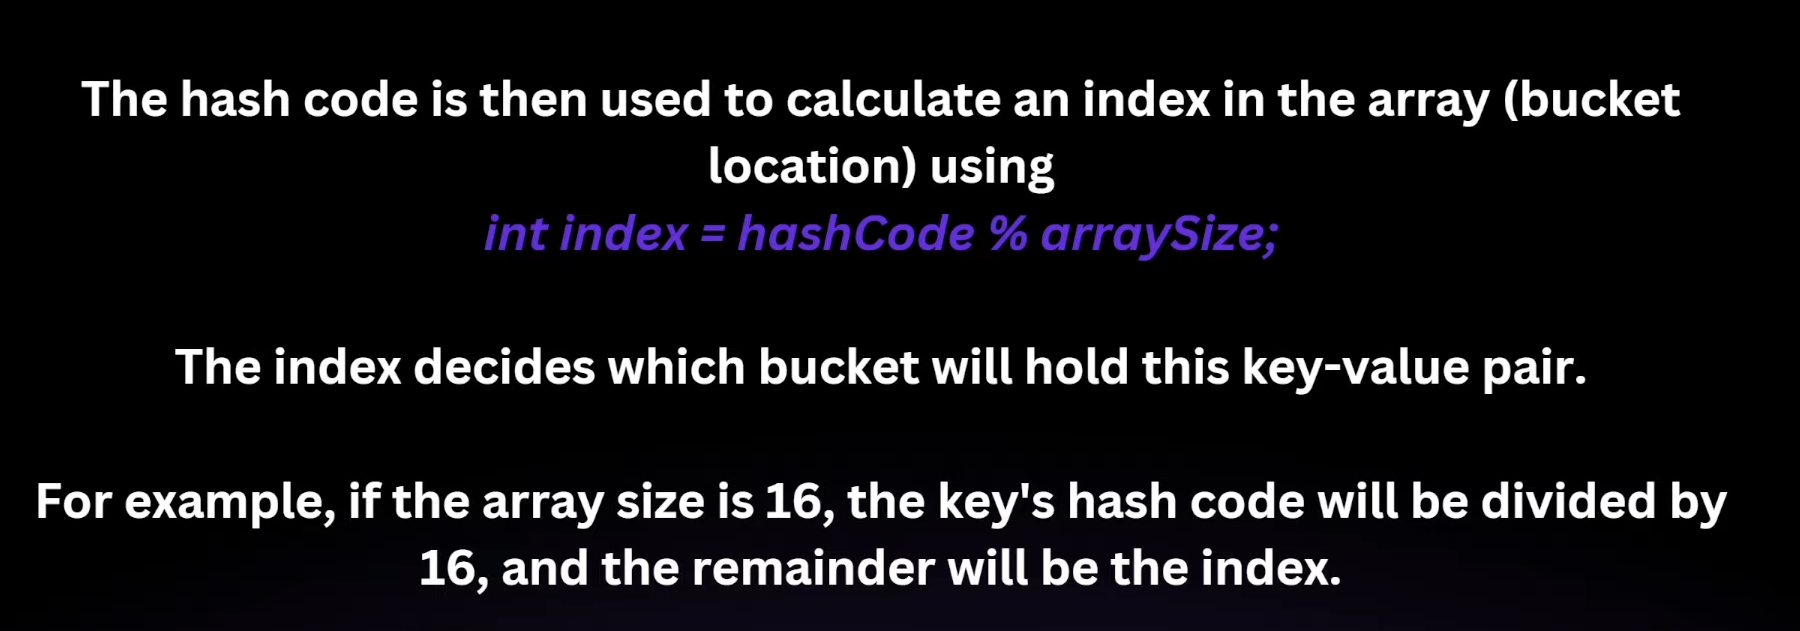 The hash code is then used to calculate an index in the array (bucket
location) using
int index = hashCode % arraySize;
The index decides which bucket will hold this key-value pair.
For example, if the array size is 16, the key's hash code will be divided by
16, and the remainder will be the index.